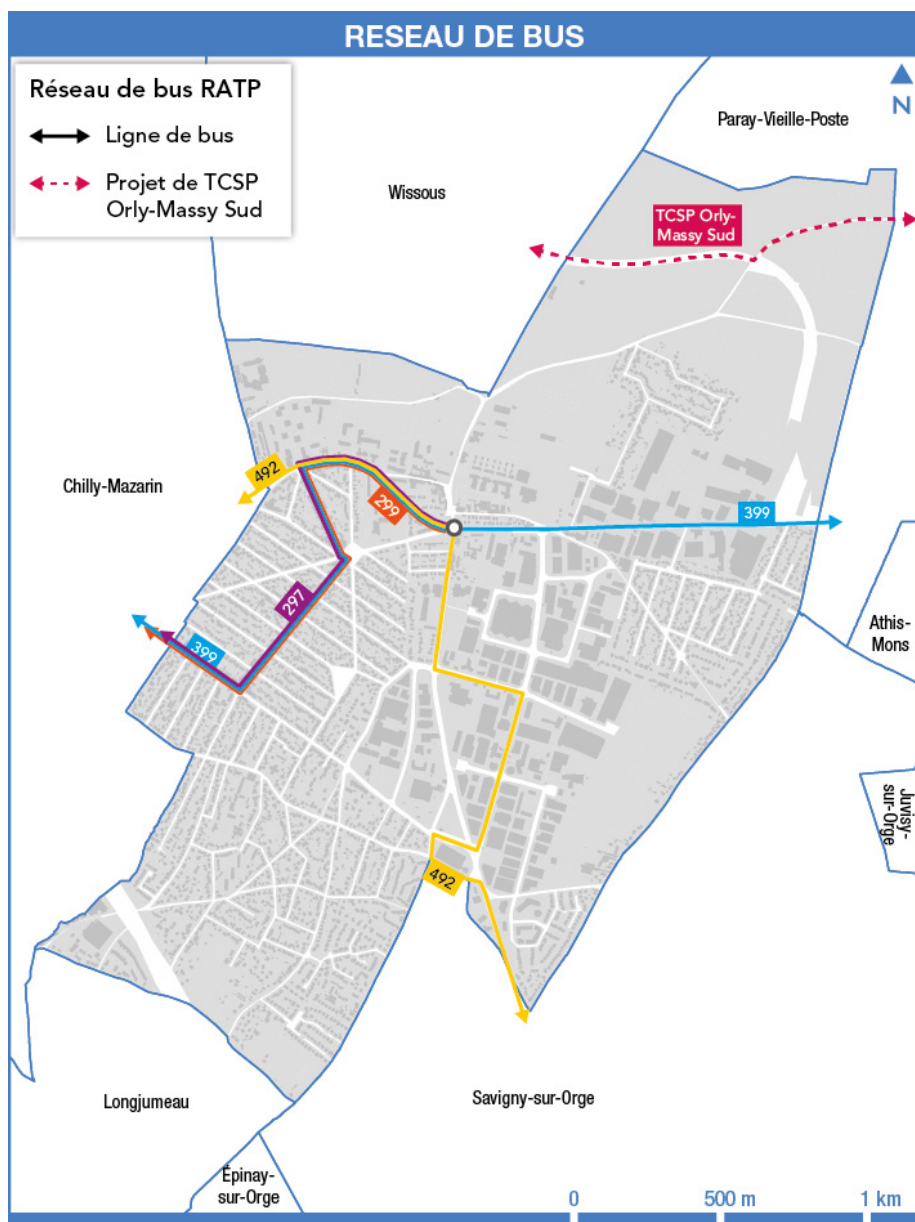 RESEAU DE BUS
Réseau de bus RATP
Ligne de bus
Projet de TCSP
Orly-Massy Sud
N
Paray-Vieille-Poste
Wissous
TCSP Orly-
Massy Sud
492
Chilly-Mazarin
299
399
297
399
Athis-
Mons
Juvisy-
sur-Orge
492
Longjumeau
Savigny-sur-Orge
Épinay-
sur-Orge
0
500 m
1 km